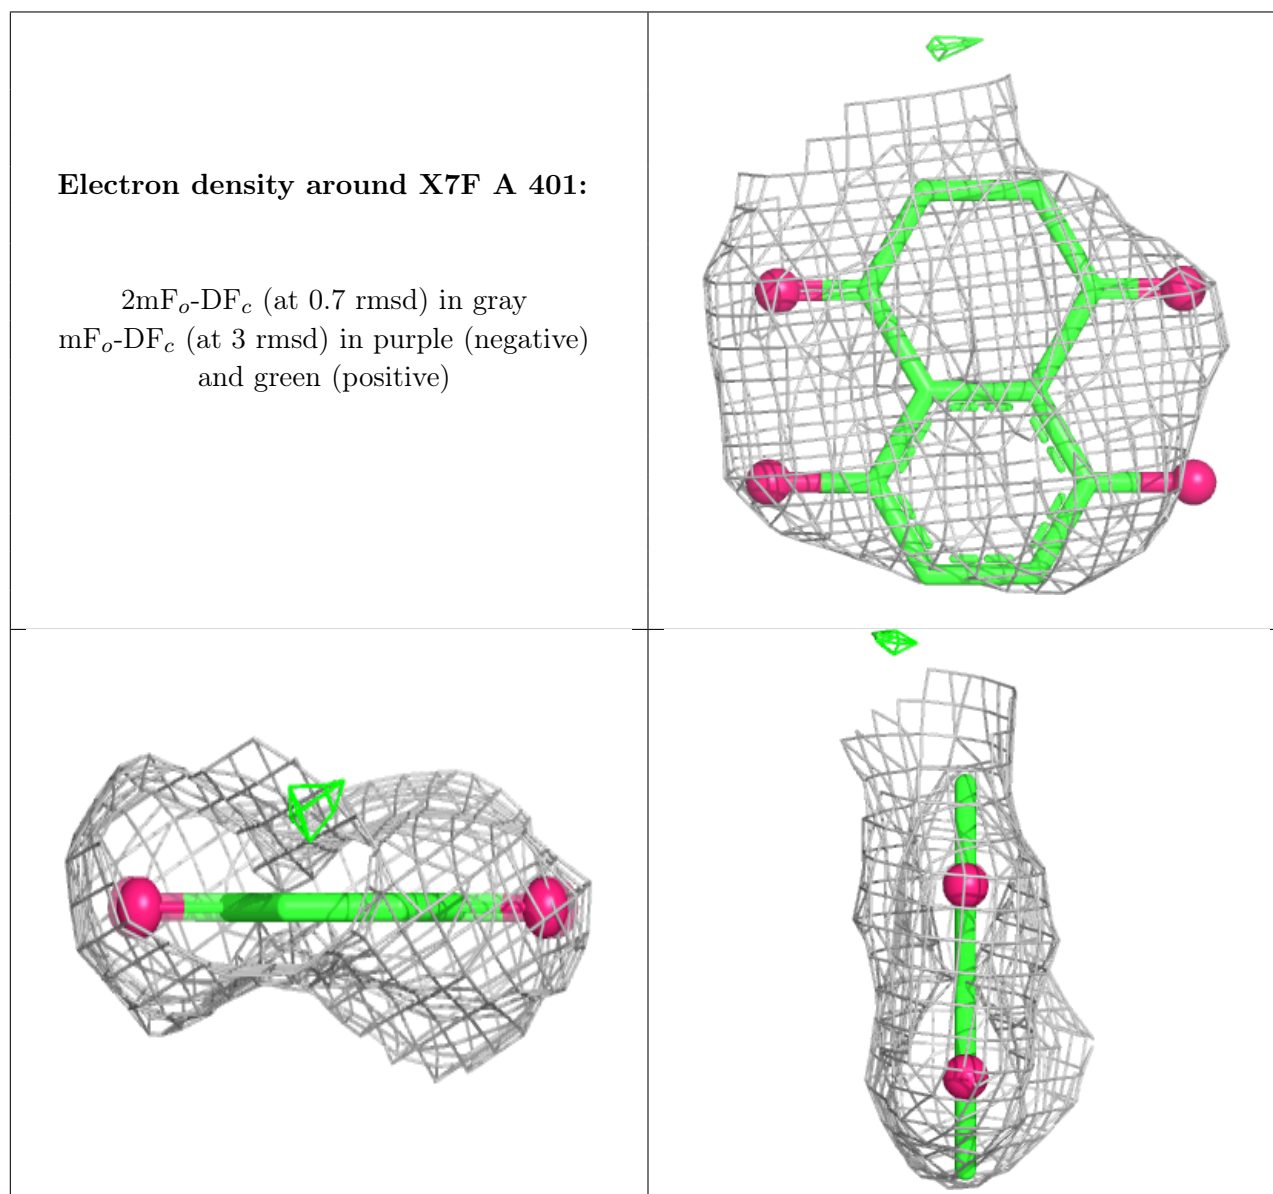 Electron density around X7F A 401:
2mFo-DFc (at 0.7 rmsd) in gray
mFo-DFc (at 3 rmsd) in purple (negative)
and green (positive)